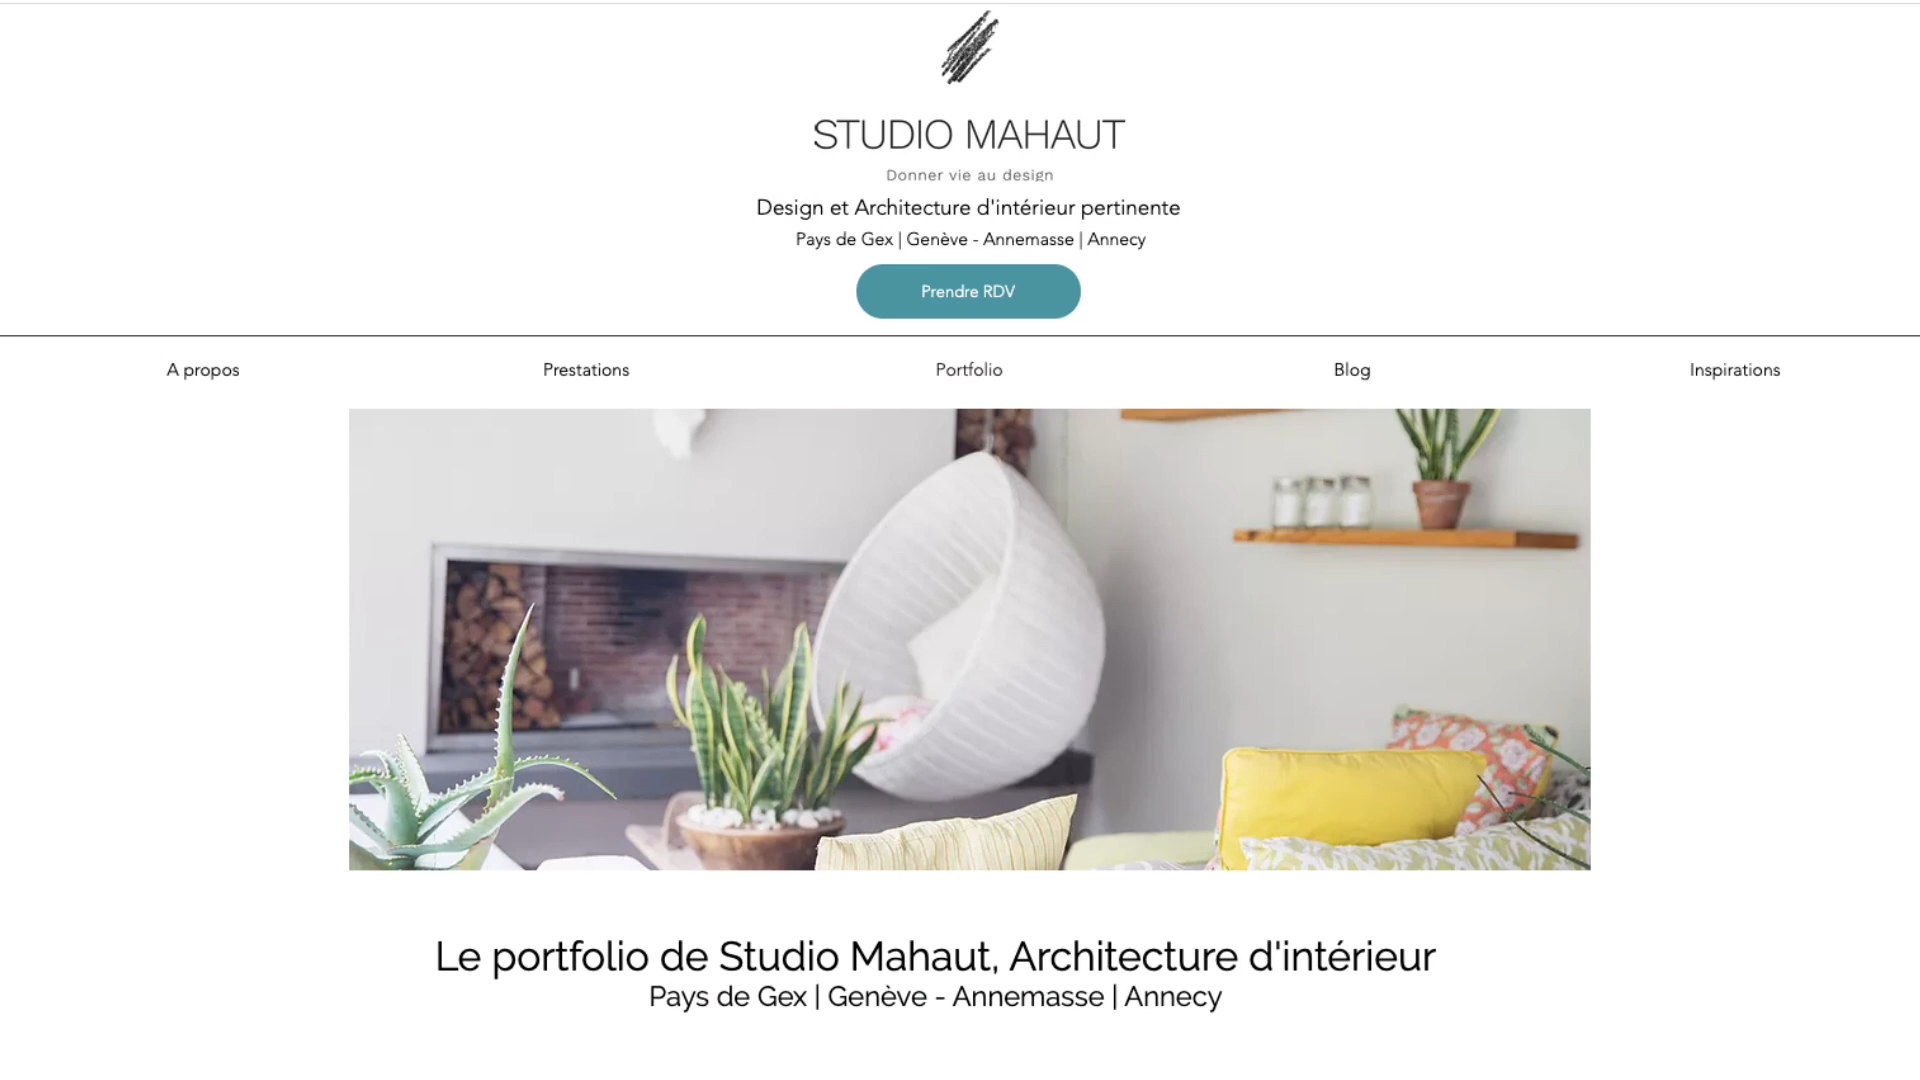 STUDIO MAHAUT
Donner vie au design
Design et Architecture d'intérieur pertinente
Pays de Gex | Genève - Annemasse | Annecy
Prendre RDV
A propos
Prestations
Portfolio
Blog
Inspirations
Le portfolio de Studio Mahaut, Architecture d'intérieur
Pays de Gex | Genève - Annemasse | Annecy